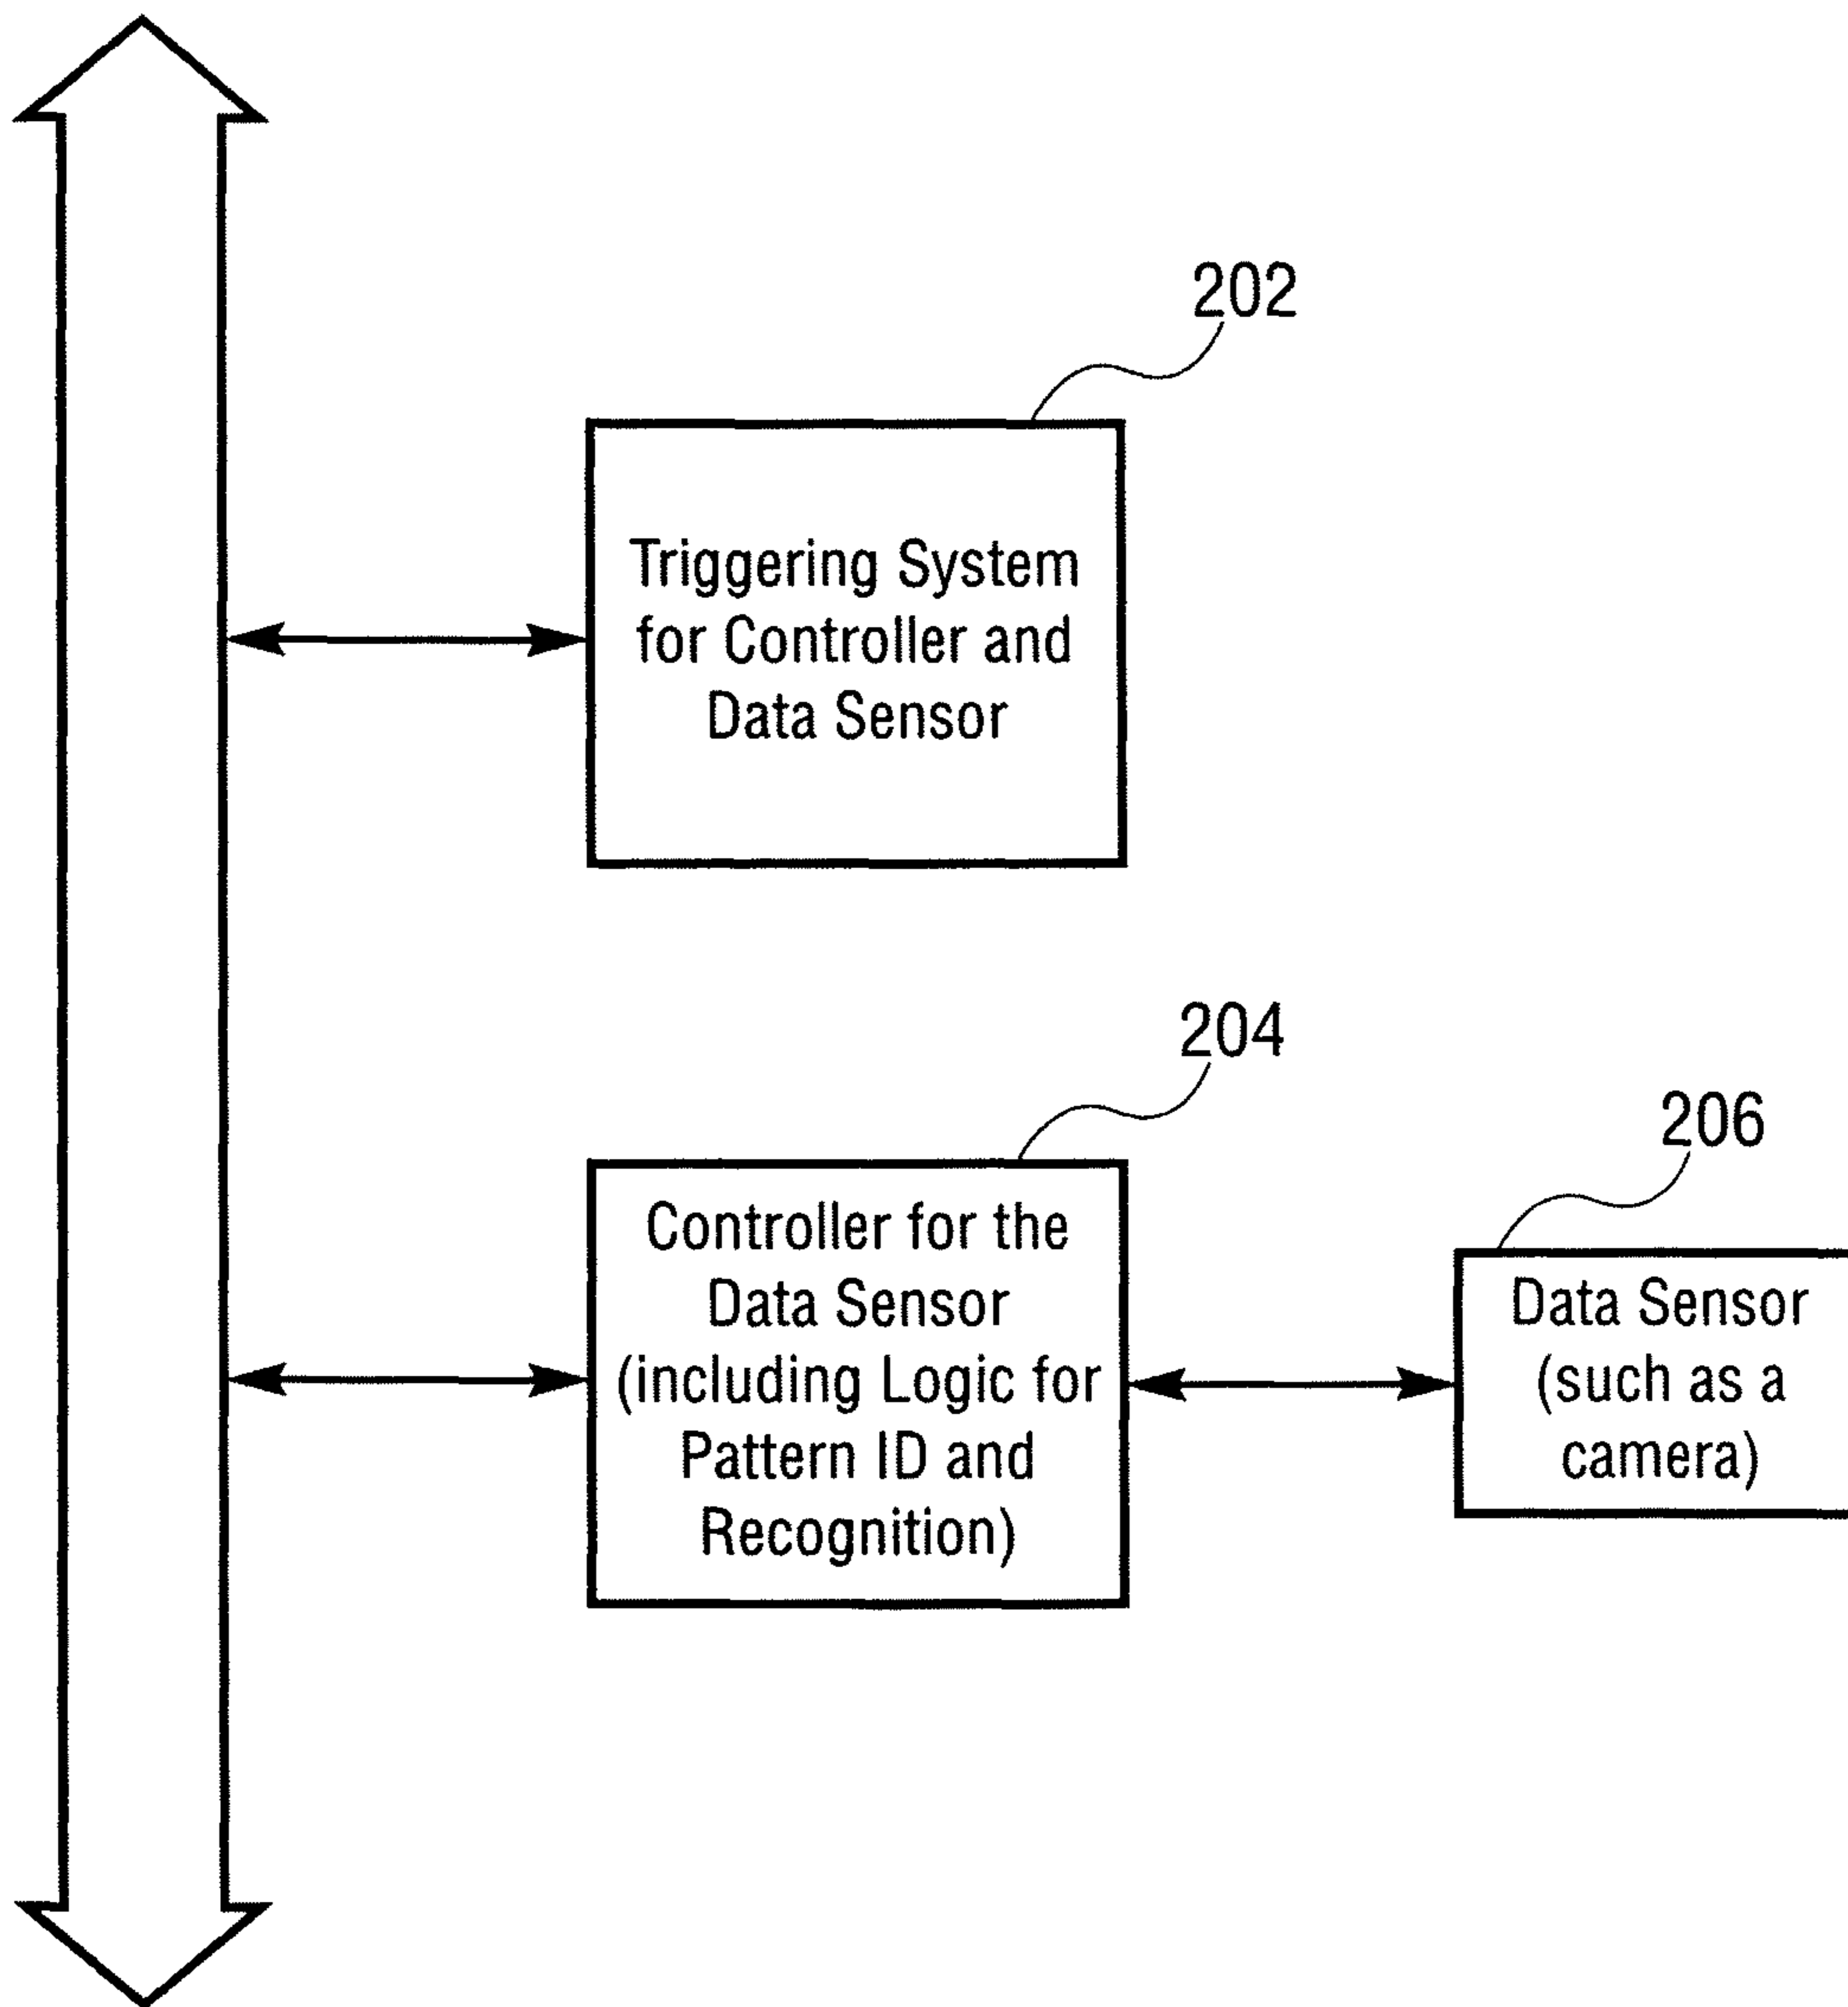 202
Triggering System
for Controller and
Data Sensor
204
Controller for the
Data Sensor
(including Logic for
Pattern ID and
Recognition)
206
Data Sensor
(such as a
camera)